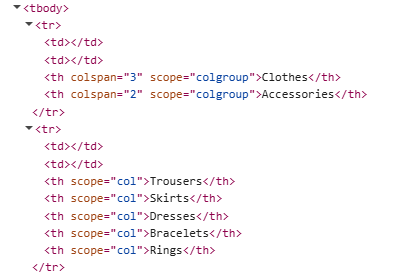 <tbody>
<tr>
<td></td>
<td></td>
<th colspan="3" scope="colgroup">Clothes</th>
<th colspan="2" scope="colgroup">Accessories</th>
</tr>
<tr>
<td></td>
<td></td>
<th scope="col">Trousers</th>
<th scope="col">Skirts</th>
<th scope="col">Dresses</th>
<th scope="col">Bracelets</th>
<th scope="col">Rings</th>
</tr>